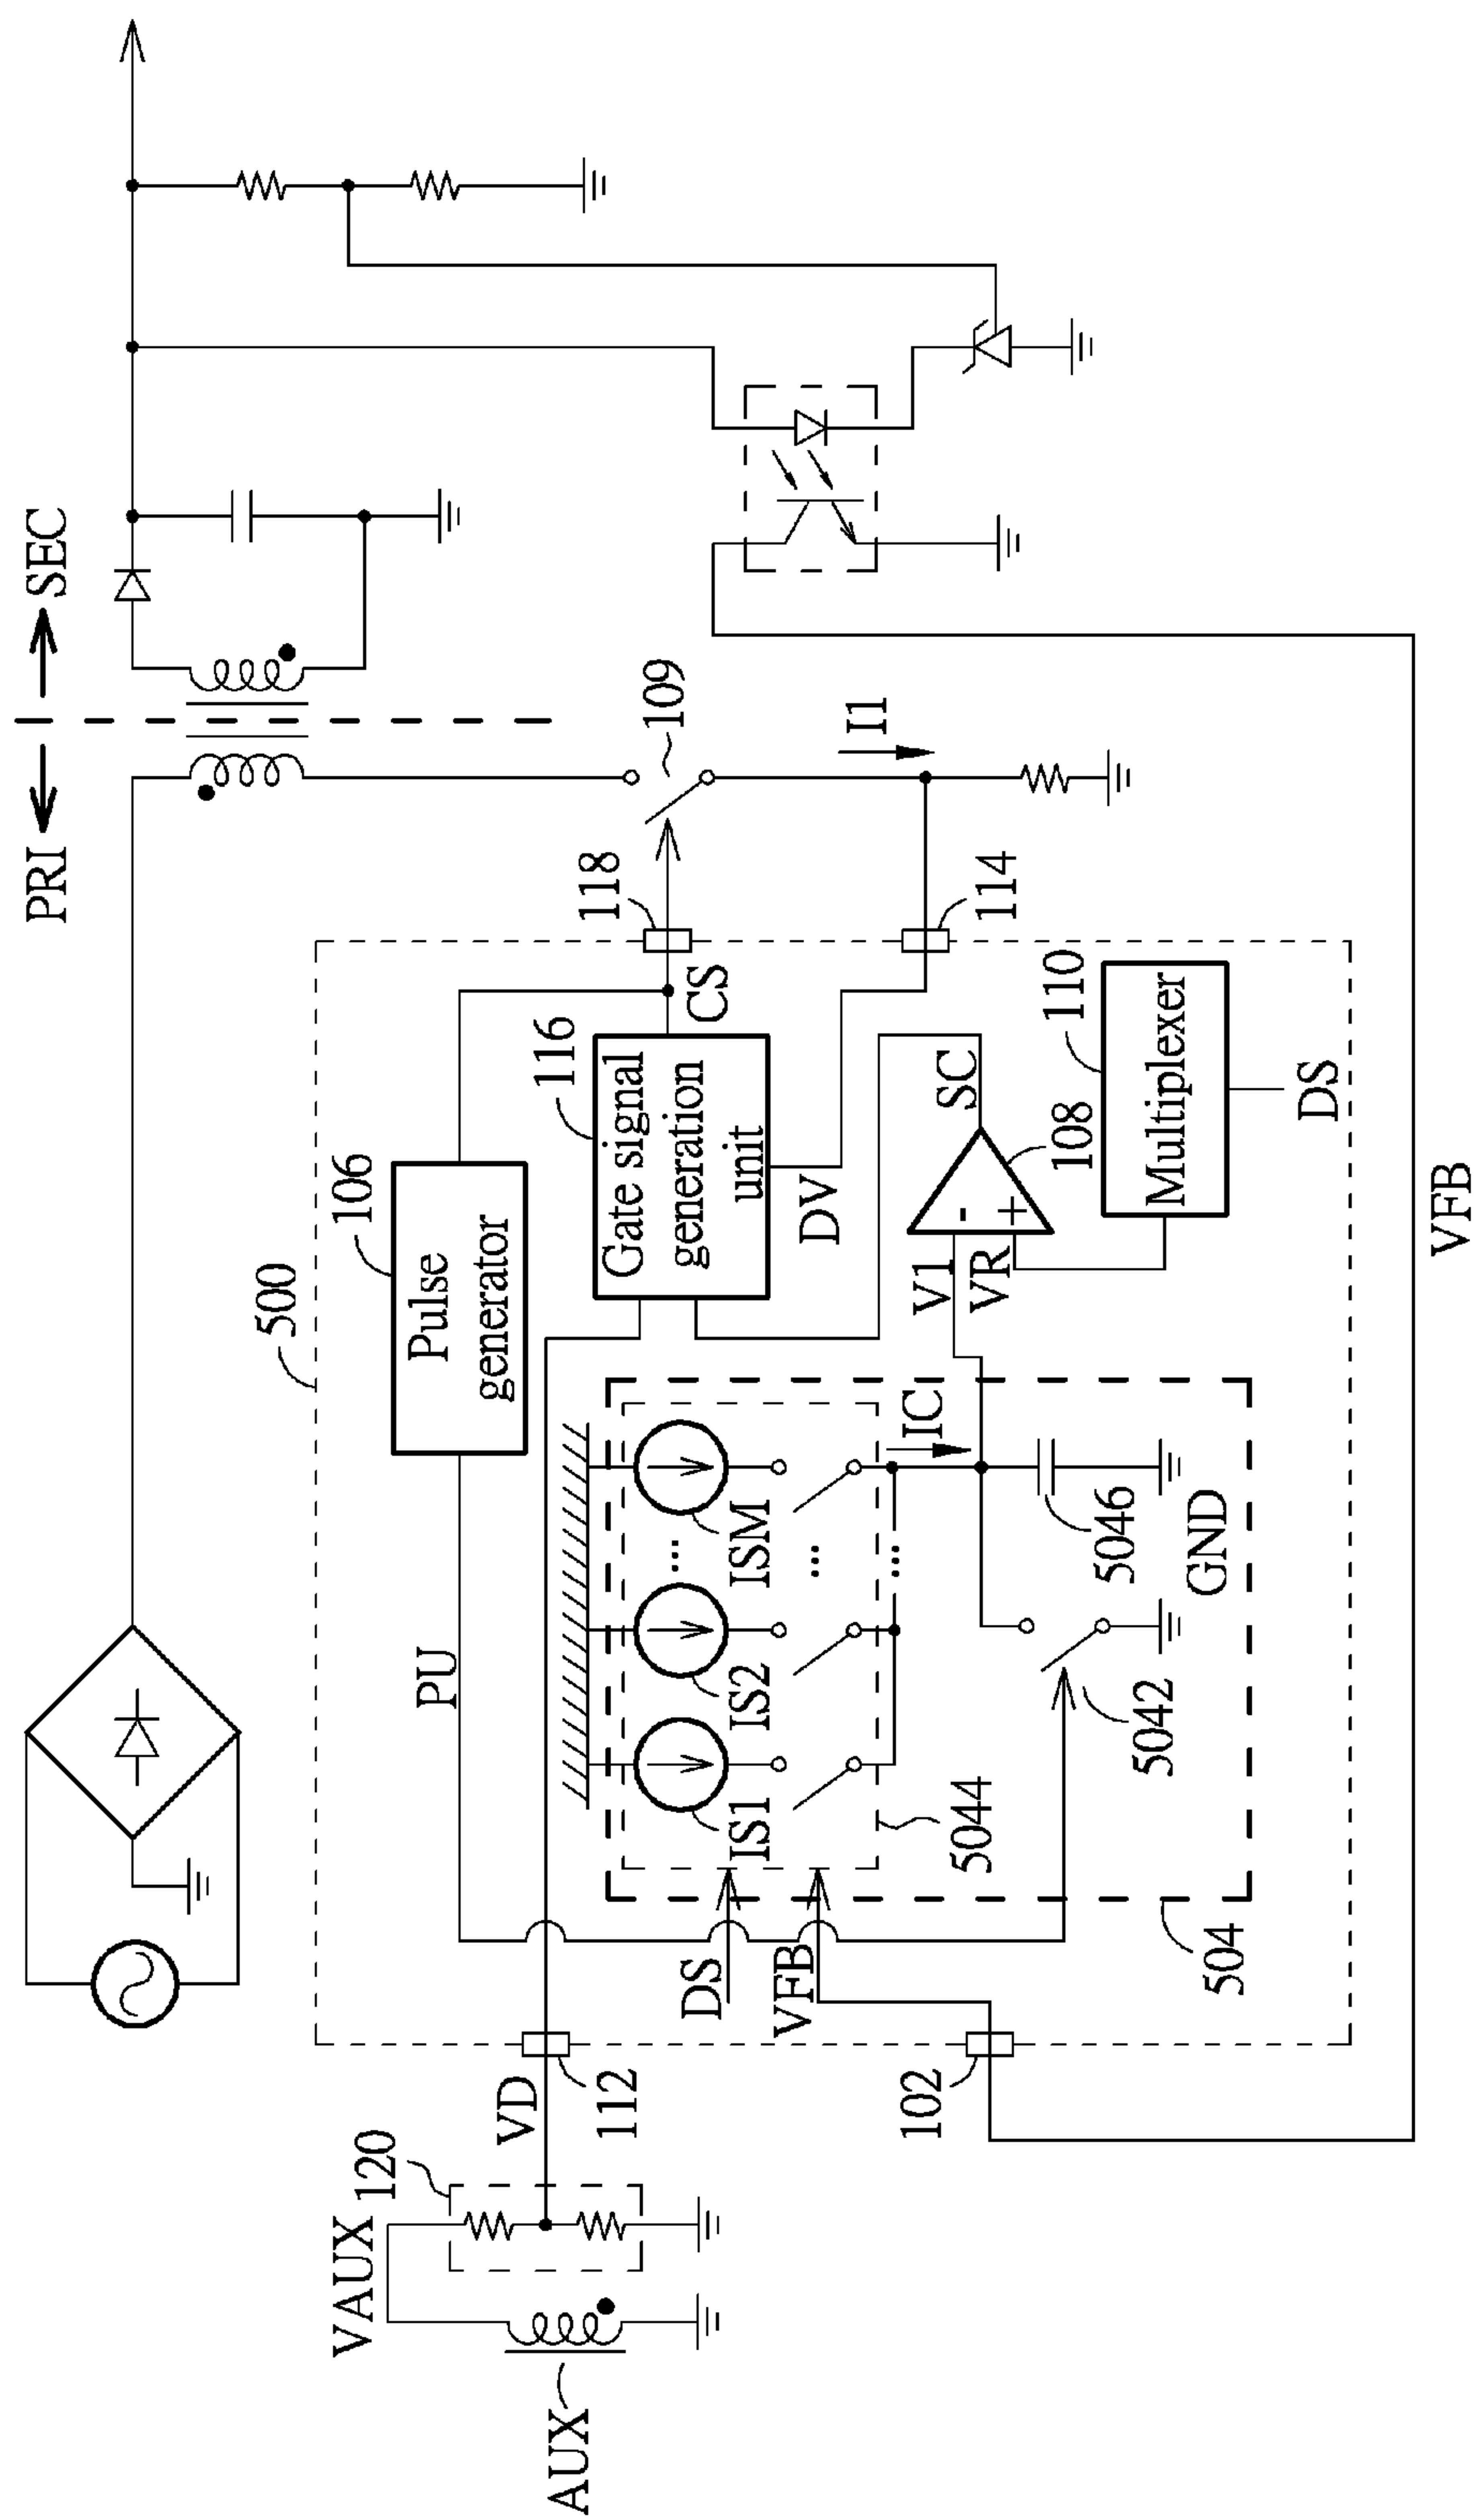 PRI
SEC
VAUX
120
AUX
VD
112
102
500
PU
106
Pulse
generator
116
Gate signal
generation
unit
118
109
CS
DV
114
I1
SC
108
110
Multiplexer
DS
V1
VR
-
+
DS
VFB
IS1
IS2
...
ISM
...
...
IC
5044
5042
5046
GND
504
VFB